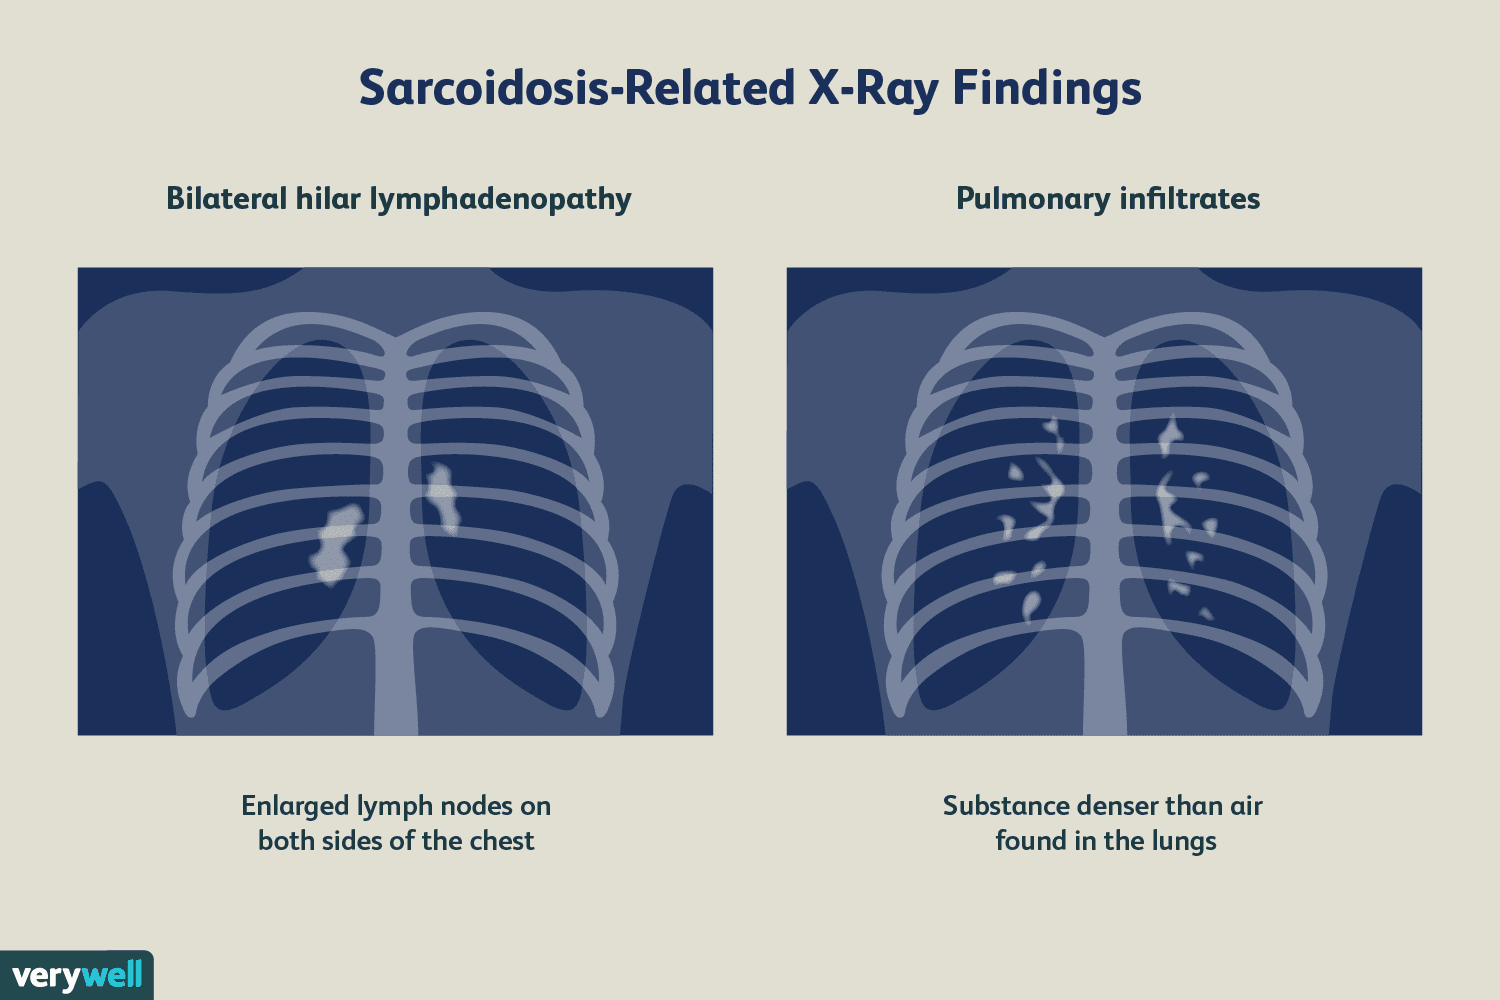 Sarcoidosis-Related X-Ray Findings
Bilateral hilar lymphadenopathy
Enlarged lymph nodes on
both sides of the chest
Pulmonary infiltrates
Substance denser than air
found in the lungs
verywell